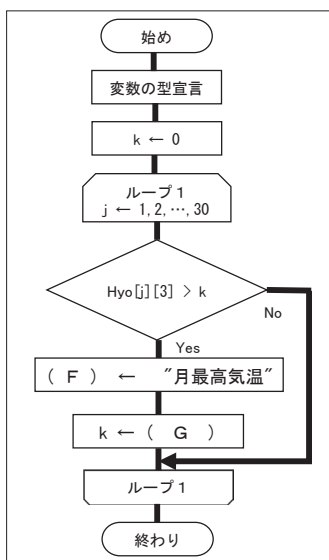 始め
変数の型宣言
k ← 0
ループ1
j ← 1,2,…,30
Hyo[j][3] > k
No
Yes
( F ) ← "月最高気温"
k ← ( G )
ループ1
終わり